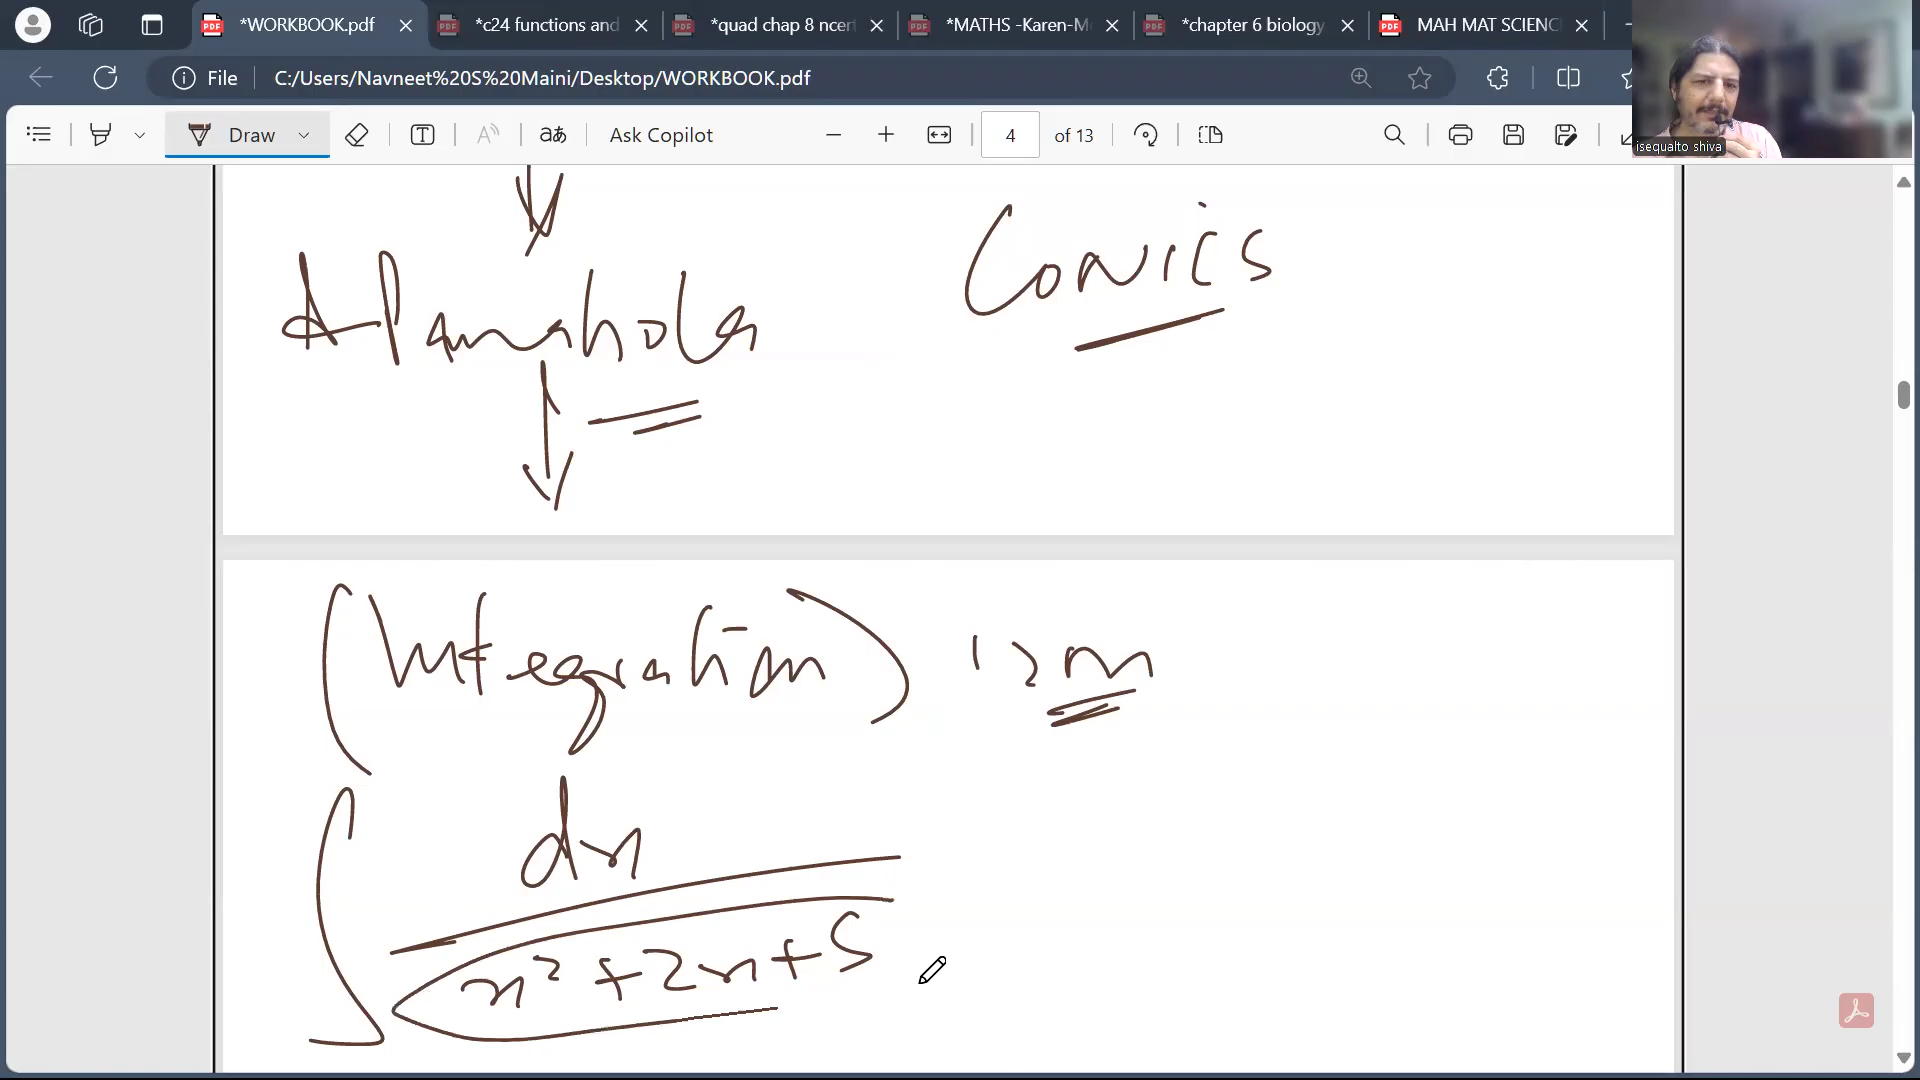 *WORKBOOK.pdf
*c24 functions and
*quad chap 8 ncer
*MATHS -Karen-M
*chapter 6 biology
MAH MAT SCIENC
File
C:/Users/Navneet%20S%20Maini/Desktop/WORKBOOK.pdf
Draw
Ask Copilot
4 of 13
isequalto shiva
Parabola
Conics
(Integration) 12m
∫ dx
x² + 2x + 5